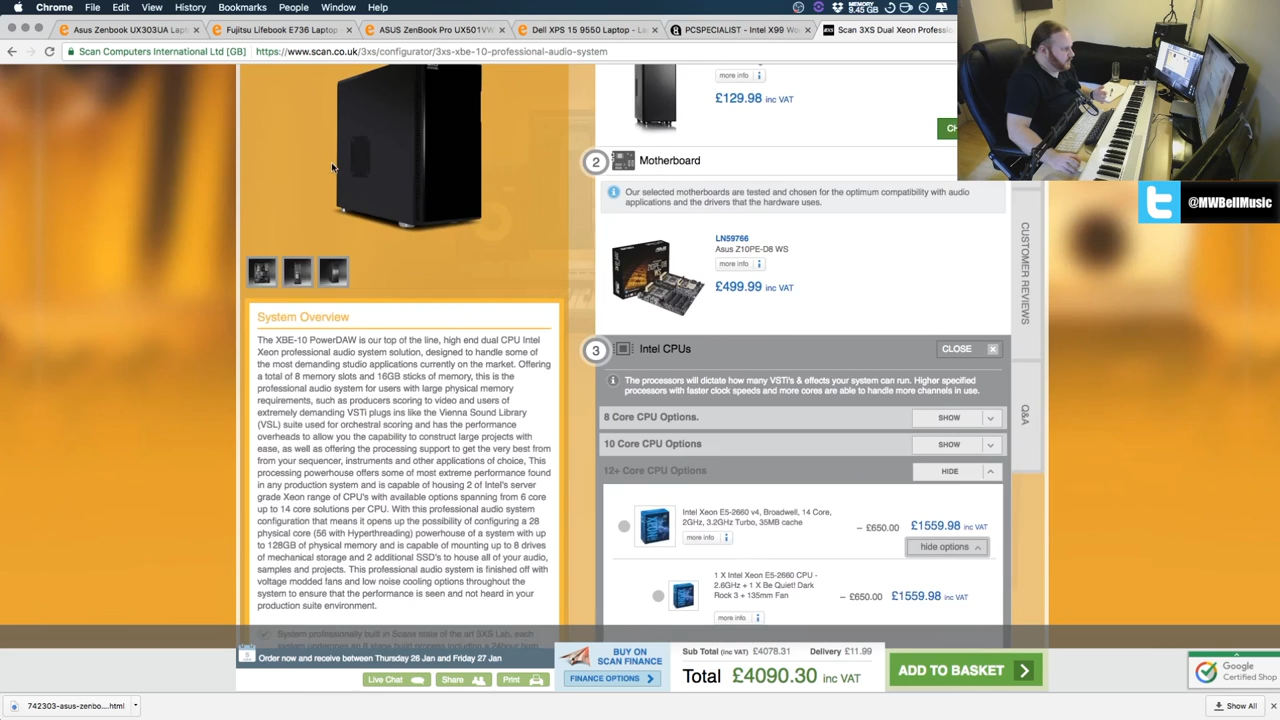 Chrome File Edit View History Bookmarks People Window Help
MEMORY
9.45 GB
Asus Zenbook UX303UA Laptop
Fujitsu Lifebook E736 Laptop
ASUS ZenBook Pro UX501VW
Dell XPS 15 9550 Laptop - La
PCSPECIALIST - Intel X99 Wo
Scan 3XS Dual Xeon Professio
Scan Computers International Ltd [GB] https://www.scan.co.uk/3xs/configurator/3xs-xbe-10-professional-audio-system
more info i
£129.98 inc VAT
2 Motherboard
Our selected motherboards are tested and chosen for the optimum compatibility with audio
applications and the drivers that the hardware uses.
LN59766
Asus Z10PE-D8 WS
more info i
£499.99 inc VAT
@MWBellMusic
CUSTOMER REVIEWS
Q&A
System Overview
The XBE-10 PowerDAW is our top of the line, high end dual CPU Intel
Xeon professional audio system solution, designed to handle some of
the most demanding studio applications currently on the market. Offering
a total of 8 memory slots and 16GB sticks of memory, this is the
professional audio system for users with large physical memory
requirements, such as producers scoring to video and users of
extremely demanding VSTi plugs ins like the Vienna Sound Library
(VSL) suite used for orchestral scoring and has the performance
overheads to allow you the capability to construct large projects with
ease, as well as offering the processing support to get the very best from
from your sequencer, instruments and other applications of choice, This
processing powerhouse offers some of most extreme performance found
in any production system and is capable of housing 2 of Intel's server
grade Xeon range of CPU's with available options spanning from 6 core
up to 14 core solutions per CPU. With this professional audio system
configuration that means it opens up the possibility of configuring a 28
physical core (56 with Hyperthreading) powerhouse of a system with up
to 128GB of physical memory and is capable of mounting up to 8 drives
of mechanical storage and 2 additional SSD's to house all of your audio,
samples and projects. This professional audio system is finished off with
voltage modded fans and low noise cooling options throughout the
system to ensure that the performance is seen and not heard in your
production suite environment.
System professionally built in Scans state of the art 3XS Lab, each
3 Intel CPUs CLOSE x
The processors will dictate how many VSTi's & effects your system can run. Higher specified
processors with faster clock speeds and more cores are able to handle more channels in use.
8 Core CPU Options. SHOW
10 Core CPU Options SHOW
12+ Core CPU Options HIDE
Intel Xeon E5-2660 v4, Broadwell, 14 Core,
2GHz, 3.2GHz Turbo, 35MB cache
more info i
– £650.00 £1559.98 inc VAT
hide options
1 X Intel Xeon E5-2660 CPU -
2.6GHz + 1 X Be Quiet! Dark
Rock 3 + 135mm Fan
more info i
– £650.00 £1559.98 inc VAT
Order now and receive between Thursday 26 Jan and Friday 27 Jan
Live Chat Share Print
BUY ON
SCAN FINANCE
FINANCE OPTIONS
Sub Total (inc VAT) £4078.31 Delivery £11.99
Total £4090.30 inc VAT
ADD TO BASKET
Google
Certified Shop
742303-asus-zenbo....html
Show All